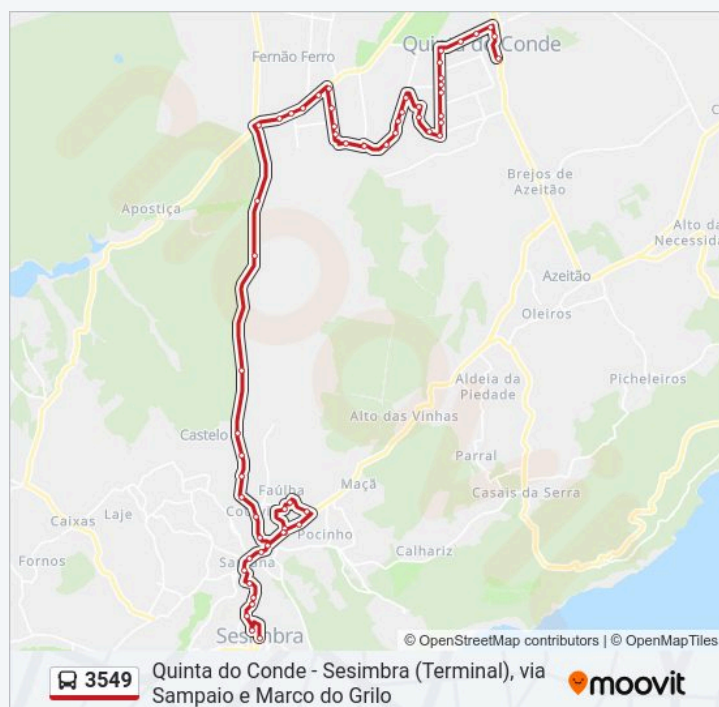 Fernão Ferro
Quinta do Conde
Brejos de
Azeitão
Apostiça
Alto da
Necessidad
Azeitão
Oleiros
Aldeia da
Piedade
Picheleiros
Alto das Vinhas
Castelo
Parral
Maçã
Casais da Serra
Faúlha
Caixas
Laje
Pocinho
Calhariz
Fornos
Sesimbra
© OpenStreetMap contributors | © OpenMapTiles
3549
Quinta do Conde - Sesimbra (Terminal), via
Sampaio e Marco do Grilo
moovit